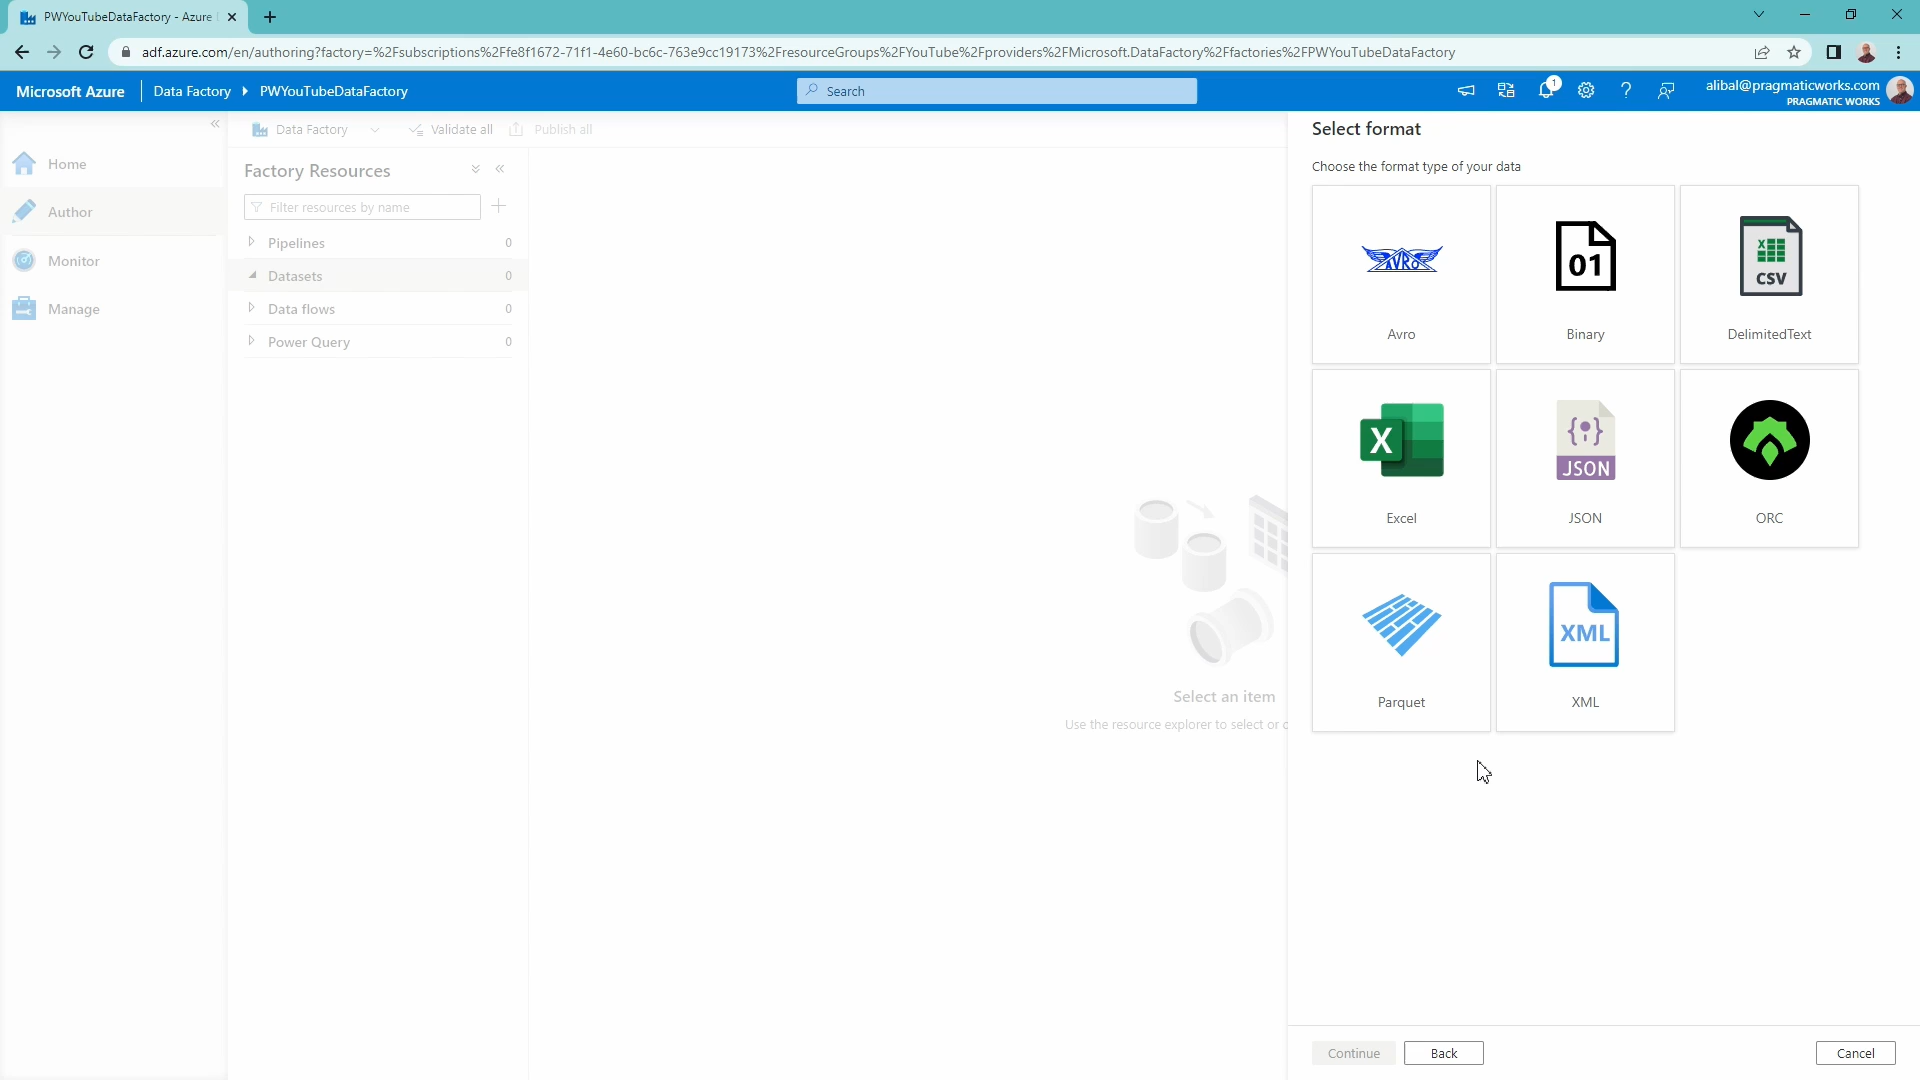 PWYouTubeDataFactory - Azure
adf.azure.com/en/authoring?factory=%2Fsubscriptions%2Ffe8f1672-71f1-4e60-bc6c-763e9cc19173%2FresourceGroups%2FYouTube%2Fproviders%2FMicrosoft.DataFactory%2Ffactories%2FPWYouTubeDataFactory
Microsoft Azure
Data Factory
PWYouTubeDataFactory
Search
1
alibal@pragmaticworks.com
PRAGMATIC WORKS
Home
Author
Monitor
Manage
Data Factory
Validate all
Publish all
Factory Resources
Filter resources by name
Pipelines 0
Datasets 0
Data flows 0
Power Query 0
Select an item
Use the resource explorer to select or
Select format
Choose the format type of your data
AVRO
Avro
01
Binary
X
CSV
DelimitedText
X
Excel
JSON
JSON
ORC
Parquet
XML
XML
Continue
Back
Cancel